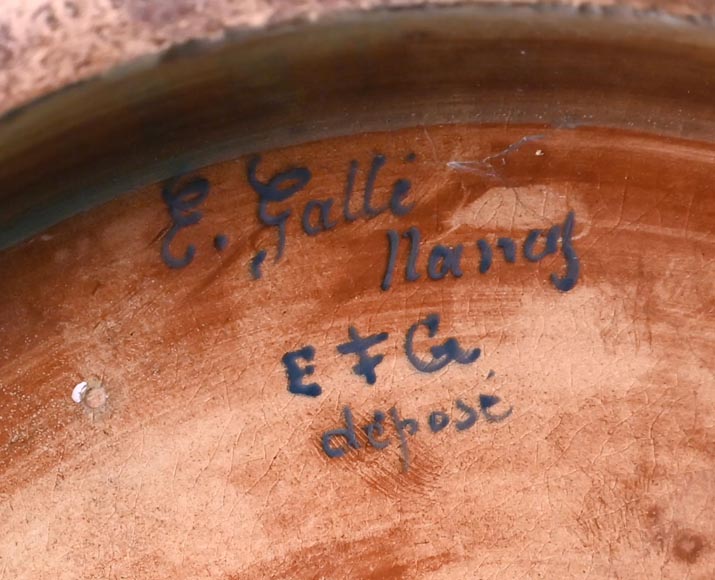 E. Gallé
Nancy
E ‡ G
déposé